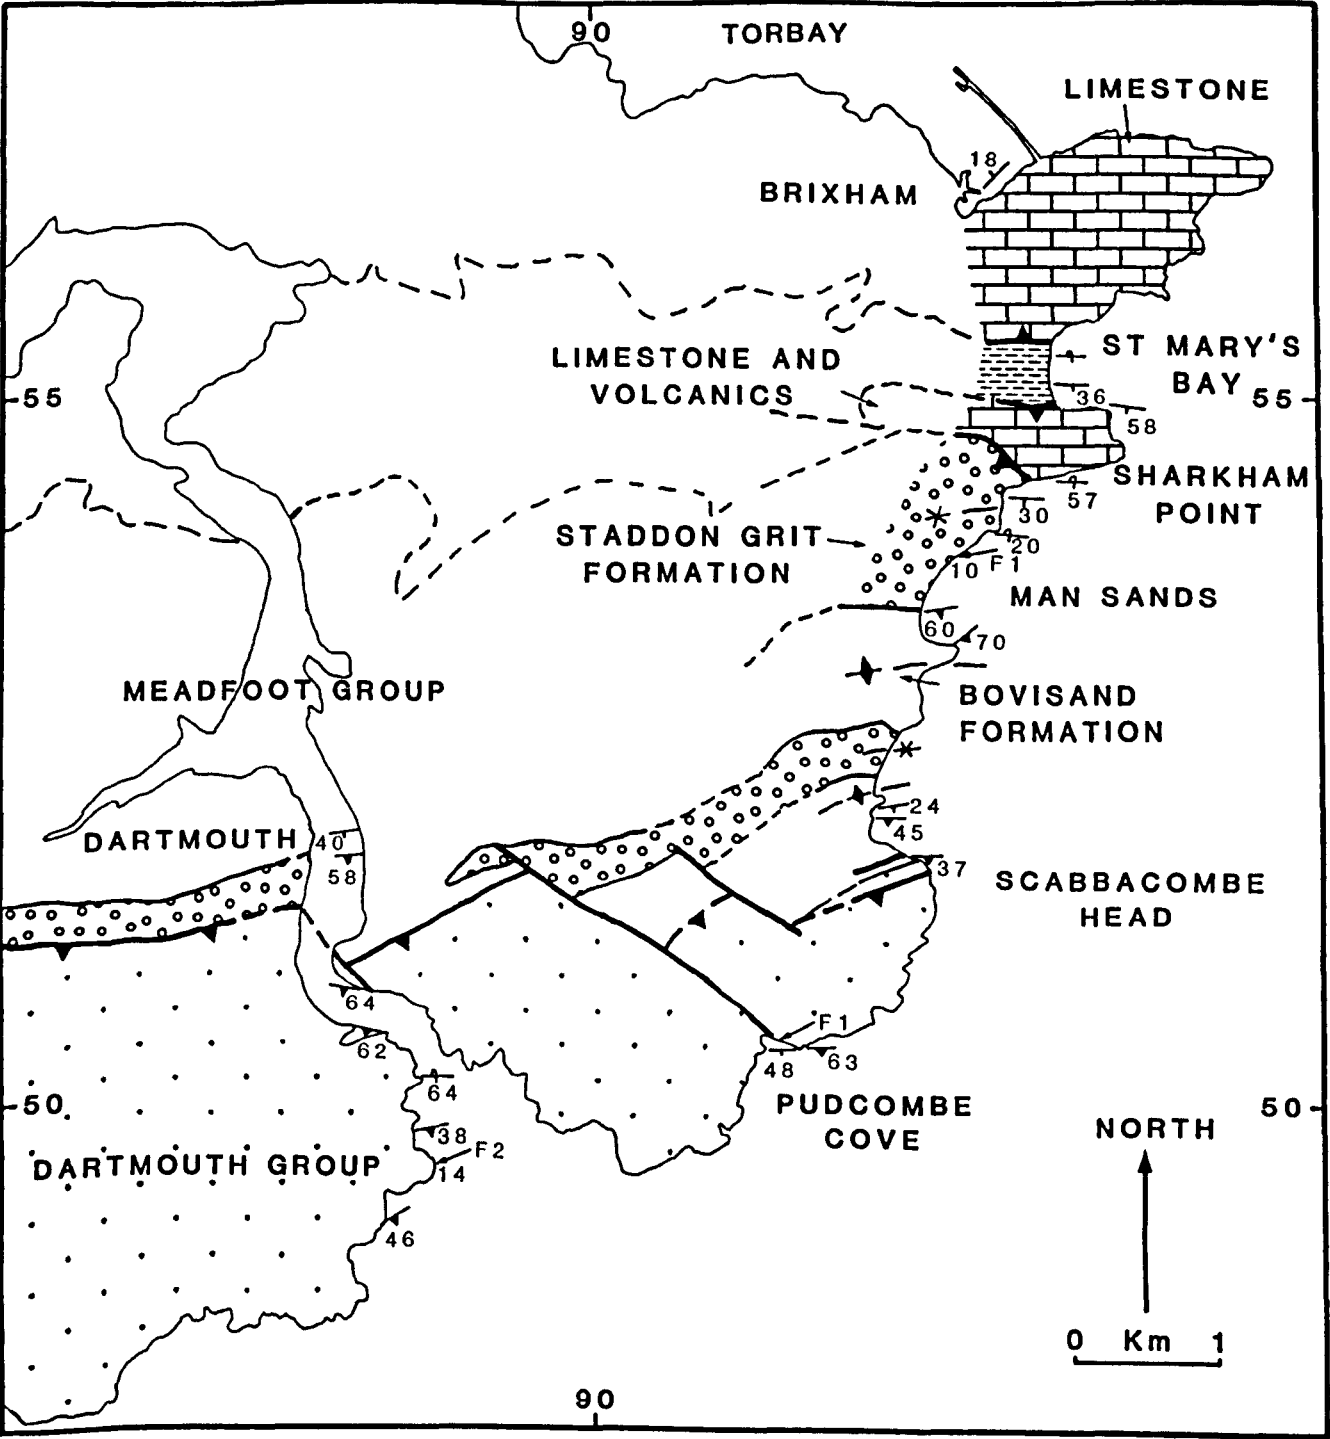 90
TORBAY
LIMESTONE
18
BRIXHAM
LIMESTONE AND
VOLCANICS
ST MARY'S
BAY
55
55
36
58
SHARKHAM
POINT
57
30
STADDON GRIT
FORMATION
20
F1
10
MAN SANDS
60
70
MEADFOOT GROUP
BOVISAND
FORMATION
24
45
DARTMOUTH
40
58
37
SCABBACOMBE
HEAD
64
62
F1
48
63
64
50
PUDCOMBE
COVE
50
38
F2
14
NORTH
DARTMOUTH GROUP
46
0 Km 1
90